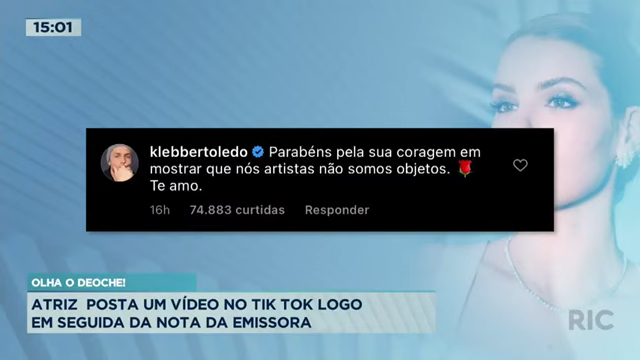 15:01
klebbertoledo Parabéns pela sua coragem em
mostrar que nós artistas não somos objetos.
Te amo.
16h 74.883 curtidas Responder
OLHA O DEOCHE!
ATRIZ POSTA UM VÍDEO NO TIK TOK LOGO
EM SEGUIDA DA NOTA DA EMISSORA
RIC